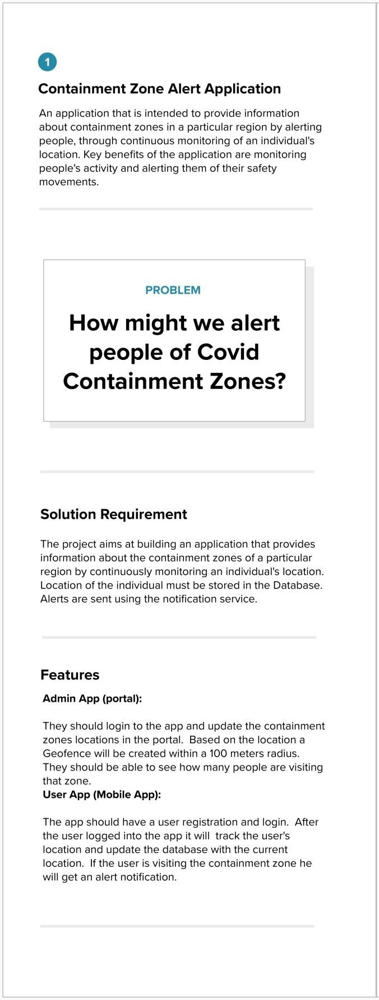 1
Containment Zone Alert Application
An application that is intended to provide information
about containment zones in a particular region by alerting
people, through continuous monitoring of an individual's
location. Key benefits of the application are monitoring
people's activity and alerting them of their safety
movements.
PROBLEM
How might we alert
people of Covid
Containment Zones?
Solution Requirement
The project aims at building an application that provides
information about the containment zones of a particular
region by continuously monitoring an individual's location.
Location of the individual must be stored in the Database.
Alerts are sent using the notification service.
Features
Admin App (portal):
They should login to the app and update the containment
zones locations in the portal.  Based on the location a
Geofence will be created within a 100 meters radius.
They should be able to see how many people are visiting
that zone.
User App (Mobile App):
The app should have a user registration and login.  After
the user logged into the app it will  track the user's
location and update the database with the current
location.  If the user is visiting the containment zone he
will get an alert notification.